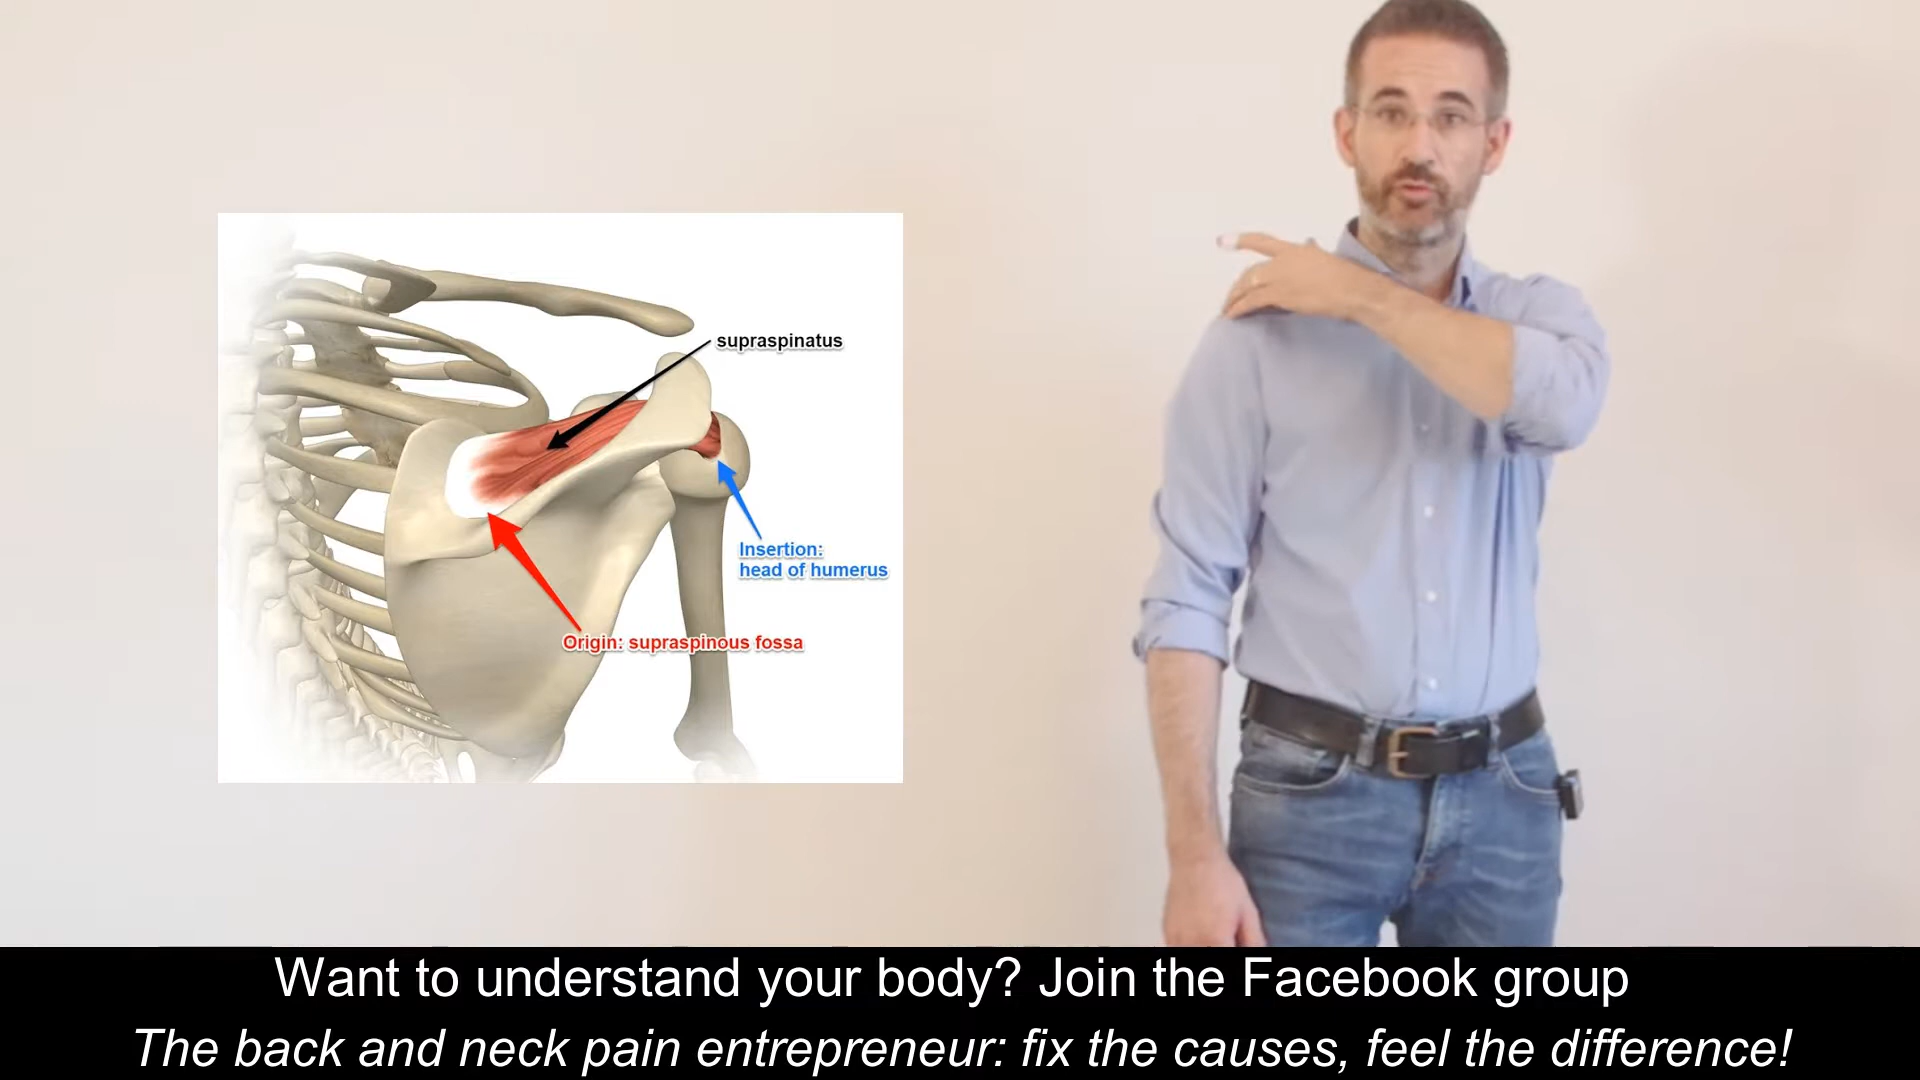 supraspinatus
Insertion:
head of humerus
Origin: supraspinous fossa
Want to understand your body? Join the Facebook group
The back and neck pain entrepreneur: fix the causes, feel the difference!